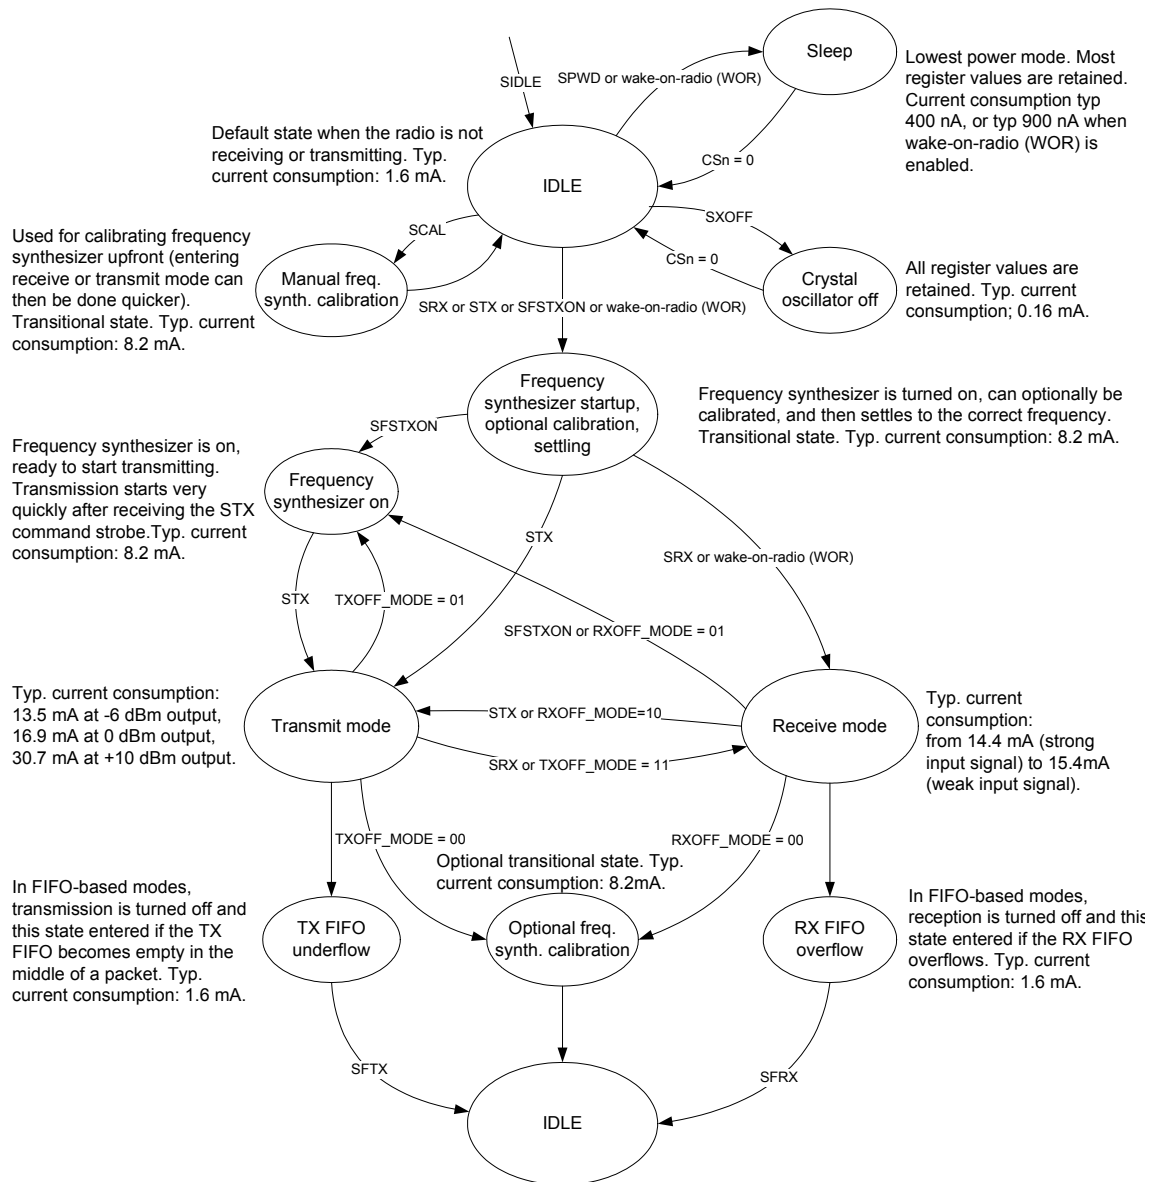 Sleep
Lowest power mode. Most
register values are retained.
Current consumption typ
400 nA, or typ 900 nA when
wake-on-radio (WOR) is
enabled.
SPWD or wake-on-radio (WOR)
SIDLE
Default state when the radio is not
receiving or transmitting. Typ.
current consumption: 1.6 mA.
CSn = 0
IDLE
SXOFF
SCAL
CSn = 0
Used for calibrating frequency
synthesizer upfront (entering
receive or transmit mode can
then be done quicker).
Transitional state. Typ. current
consumption: 8.2 mA.
Manual freq.
synth. calibration
Crystal
oscillator off
All register values are
retained. Typ. current
consumption; 0.16 mA.
SRX or STX or SFSTXON or wake-on-radio (WOR)
Frequency
synthesizer startup,
optional calibration,
settling
Frequency synthesizer is turned on, can optionally be
calibrated, and then settles to the correct frequency.
Transitional state. Typ. current consumption: 8.2 mA.
SFSTXON
Frequency synthesizer is on,
ready to start transmitting.
Transmission starts very
quickly after receiving the STX
command strobe.Typ. current
consumption: 8.2 mA.
Frequency
synthesizer on
STX
SRX or wake-on-radio (WOR)
STX
TXOFF_MODE = 01
SFSTXON or RXOFF_MODE = 01
Typ. current consumption:
13.5 mA at -6 dBm output,
16.9 mA at 0 dBm output,
30.7 mA at +10 dBm output.
Transmit mode
STX or RXOFF_MODE=10
Receive mode
SRX or TXOFF_MODE = 11
Typ. current
consumption:
from 14.4 mA (strong
input signal) to 15.4mA
(weak input signal).
TXOFF_MODE = 00
RXOFF_MODE = 00
Optional transitional state. Typ.
current consumption: 8.2mA.
In FIFO-based modes,
transmission is turned off and
this state entered if the TX
FIFO becomes empty in the
middle of a packet. Typ.
current consumption: 1.6 mA.
TX FIFO
underflow
Optional freq.
synth. calibration
RX FIFO
overflow
In FIFO-based modes,
reception is turned off and this
state entered if the RX FIFO
overflows. Typ. current
consumption: 1.6 mA.
SFTX
SFRX
IDLE